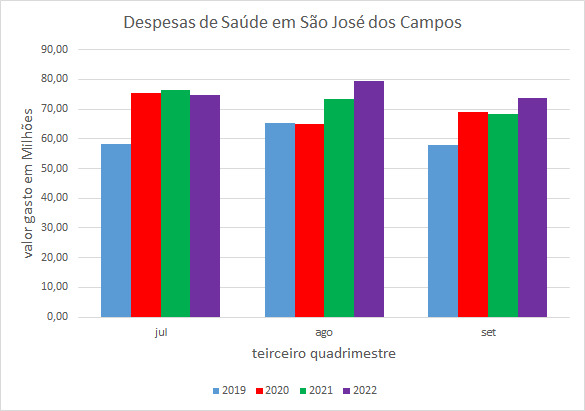 Despesas de Saúde em São José dos Campos
90,00
80,00
70,00
60,00
50,00
40,00
30,00
20,00
10,00
0,00
valor gasto em Milhões
jul ago set
teirceiro quadrimestre
2019 2020 2021 2022